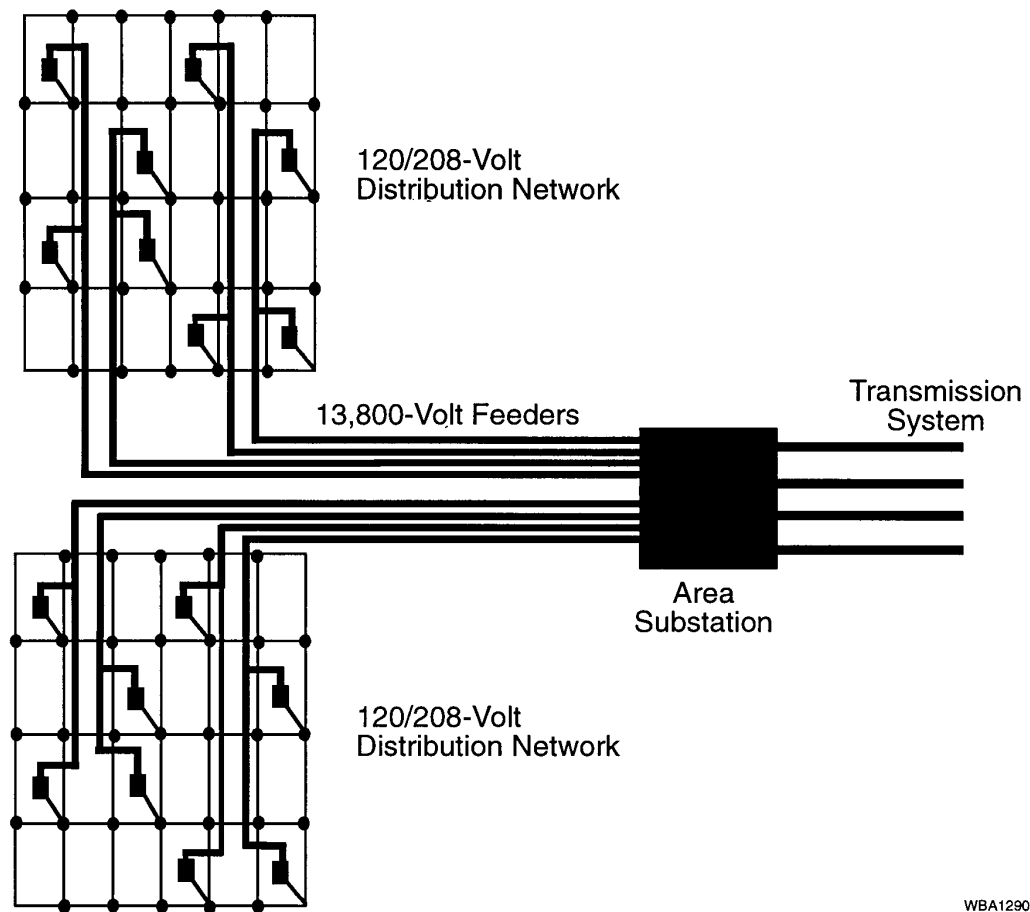 120/208-Volt
Distribution Network
13,800-Volt Feeders
Transmission
System
Area
Substation
120/208-Volt
Distribution Network
WBA1290